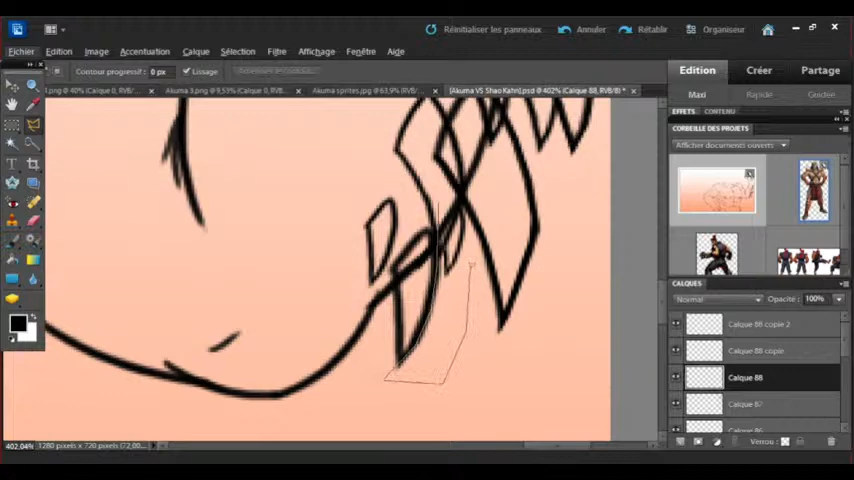 Réinitialiser les panneaux Annuler Rétablir Organiseur
Fichier Edition Image Accentuation Calque Sélection Filtre Affichage Fenêtre Aide
Contour progressif : 0 px Lissage
.png @ 40% (Calque 0, RVB/ Akuma 3.png @ 9,53% (Calque 0, RVB/ Akuma sprites.jpg @ 63,9% (RVB/ [Akuma VS Shao Kahn].psd @ 402% (Calque 88, RVB/8) *
Edition Créer Partage
Maxi Rapide Guidée
EFFETS CONTENU
CORBEILLE DES PROJETS
Afficher documents ouverts
CALQUES
Normal Opacité : 100%
Calque 88 copie 2
Calque 88 copie
Calque 88
Calque 87
Calque 86
Verrou :
402,04% 1280 pixels x 720 pixels (72,00